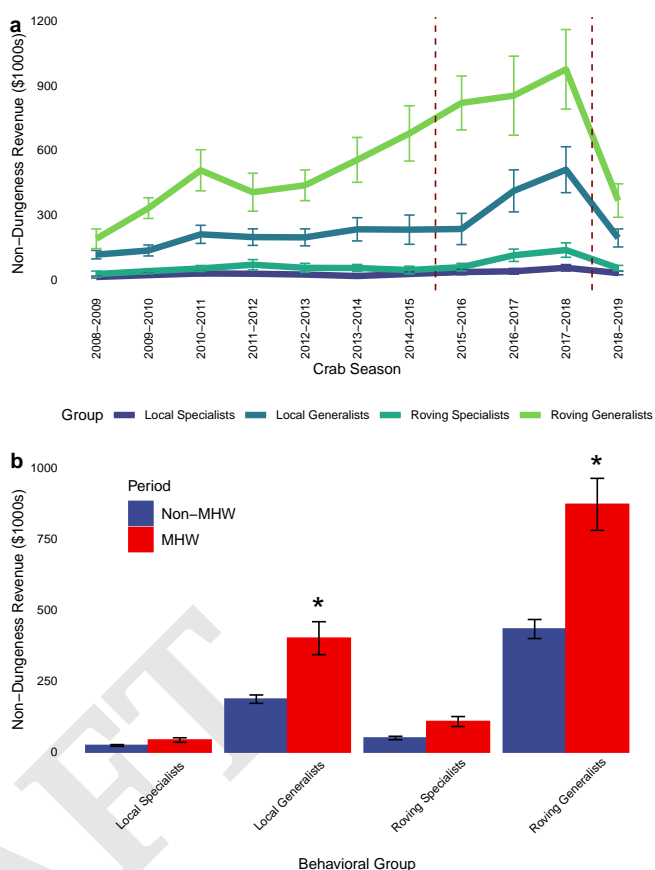 a
Non−Dungeness Revenue ($1000s)
1200
900
600
300
0
2008−2009
2009−2010
2010−2011
2011−2012
2012−2013
2013−2014
2014−2015
2015−2016
2016−2017
2017−2018
2018−2019
Crab Season
Group Local Specialists Local Generalists Roving Specialists Roving Generalists
b
Non−Dungeness Revenue ($1000s)
1000
750
500
250
0
Period
Non−MHW
MHW
*
*
Local Specialists
Local Generalists
Roving Specialists
Roving Generalists
Behavioral Group